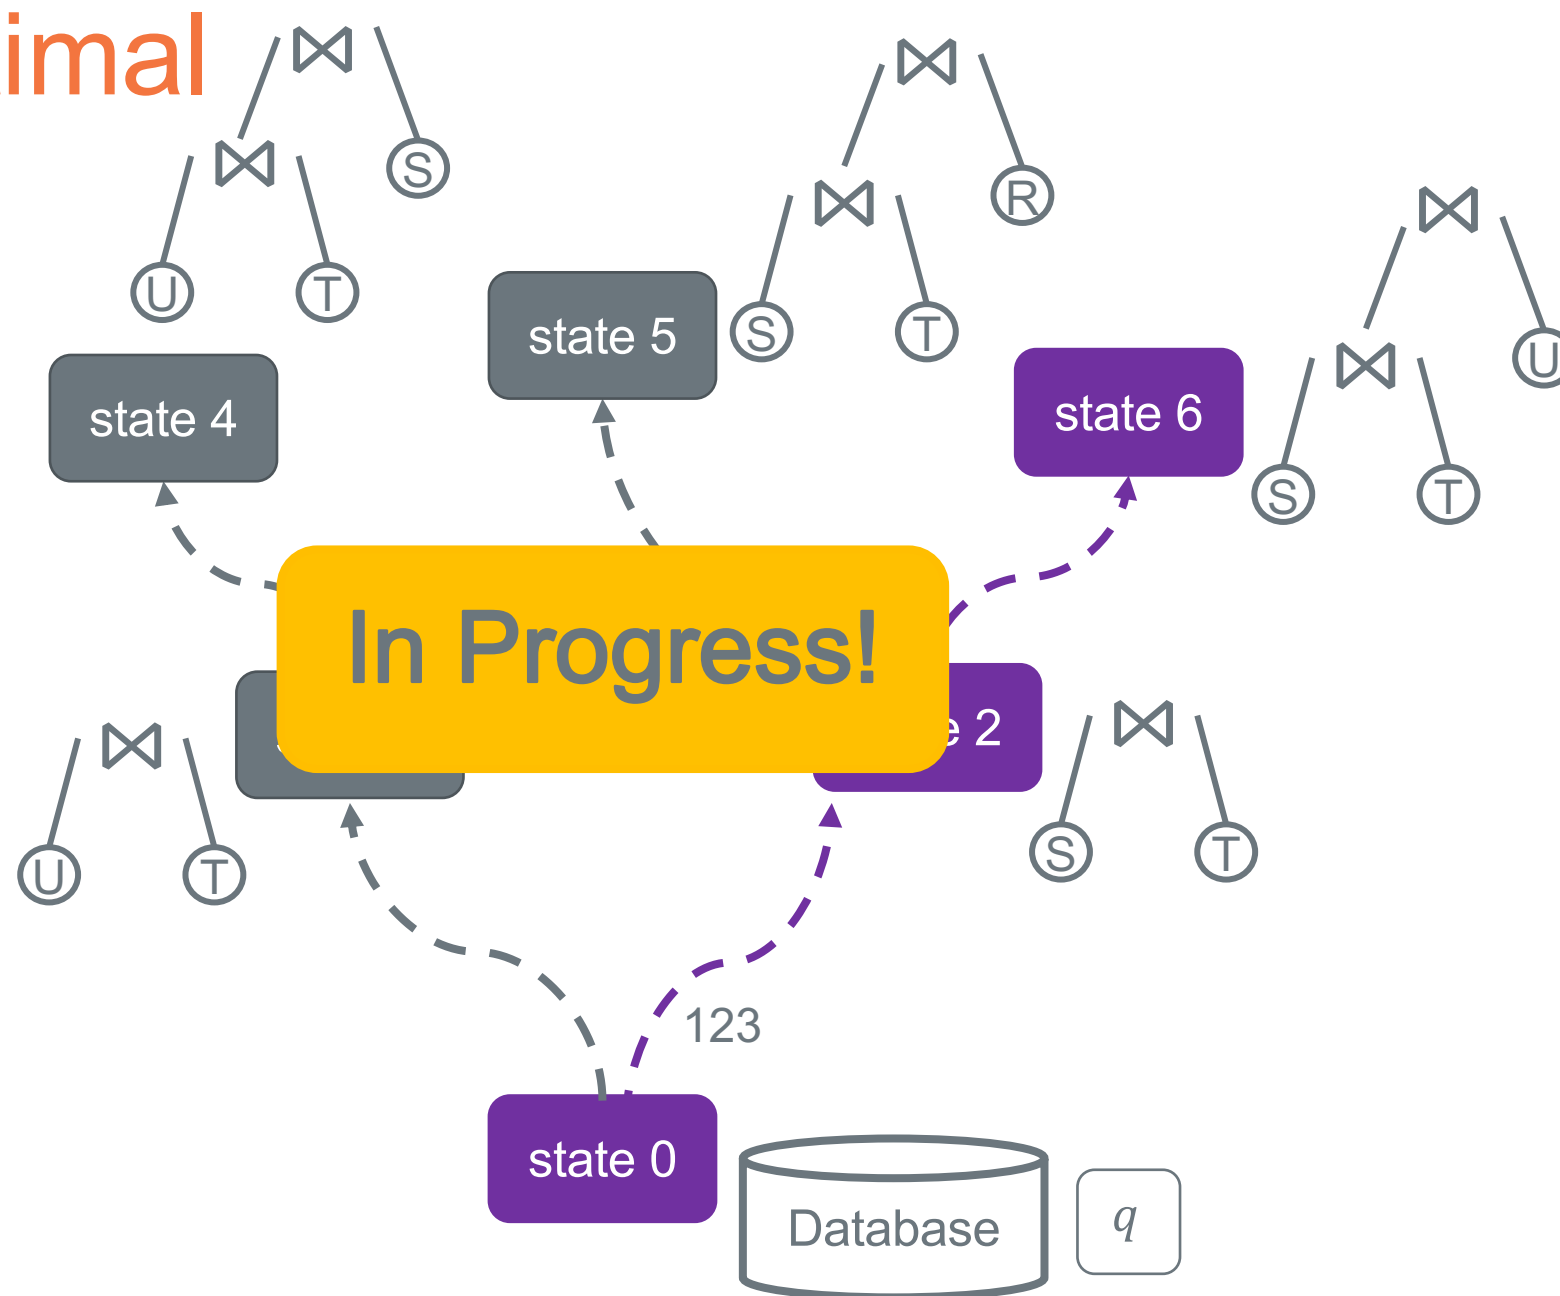 imal
⋈
⋈
S
U
T
⋈
⋈
R
S
T
⋈
⋈
U
S
T
state 5
state 4
state 6
In Progress!
e 2
⋈
U
T
⋈
S
T
123
state 0
Database
q